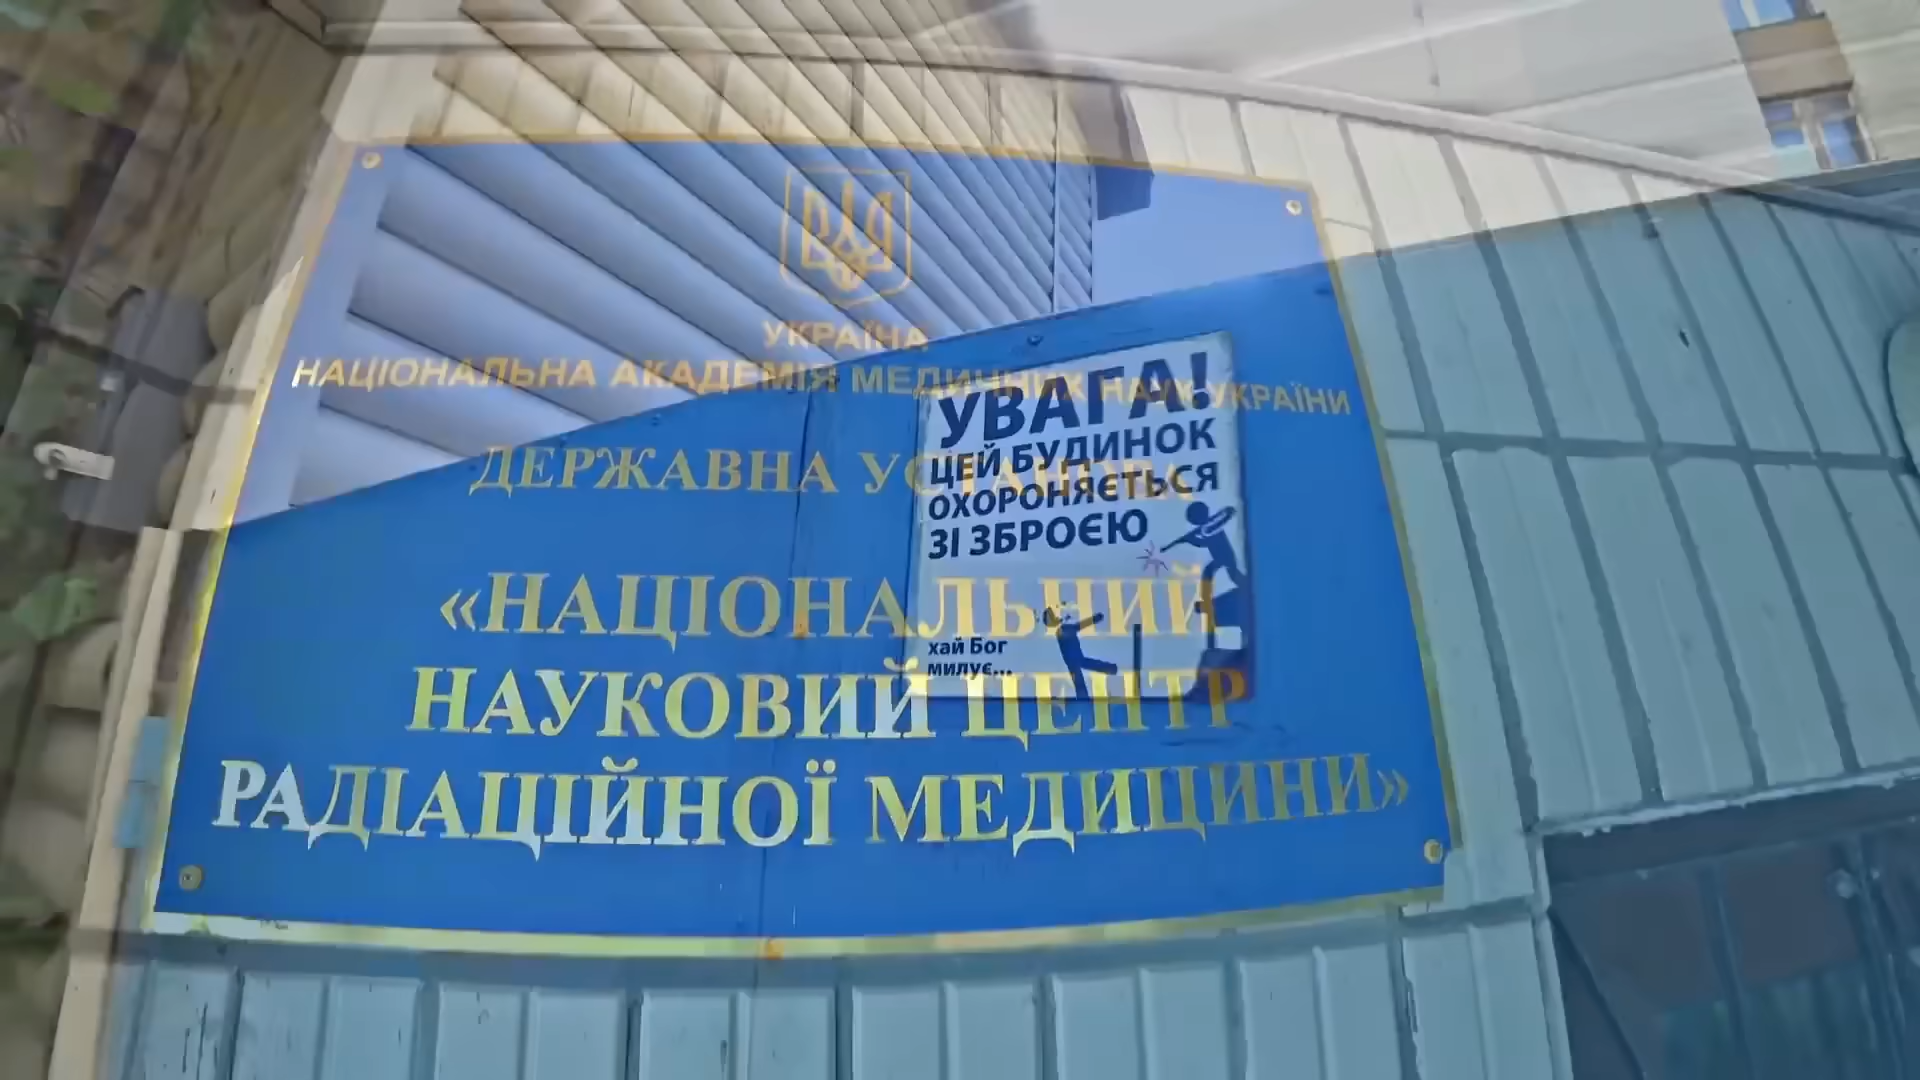 УКРАЇНА
НАЦІОНАЛЬНА АКАДЕМІЯ МЕДИЧНИХ НАУК УКРАЇНИ
ДЕРЖАВНА УСТАНОВА
«НАЦІОНАЛЬНИЙ
НАУКОВИЙ ЦЕНТР
РАДІАЦІЙНОЇ МЕДИЦИНИ»
УВАГА!
ЦЕЙ БУДИНОК
ОХОРОНЯЄТЬСЯ
ЗІ ЗБРОЄЮ
хай Бог
милує...